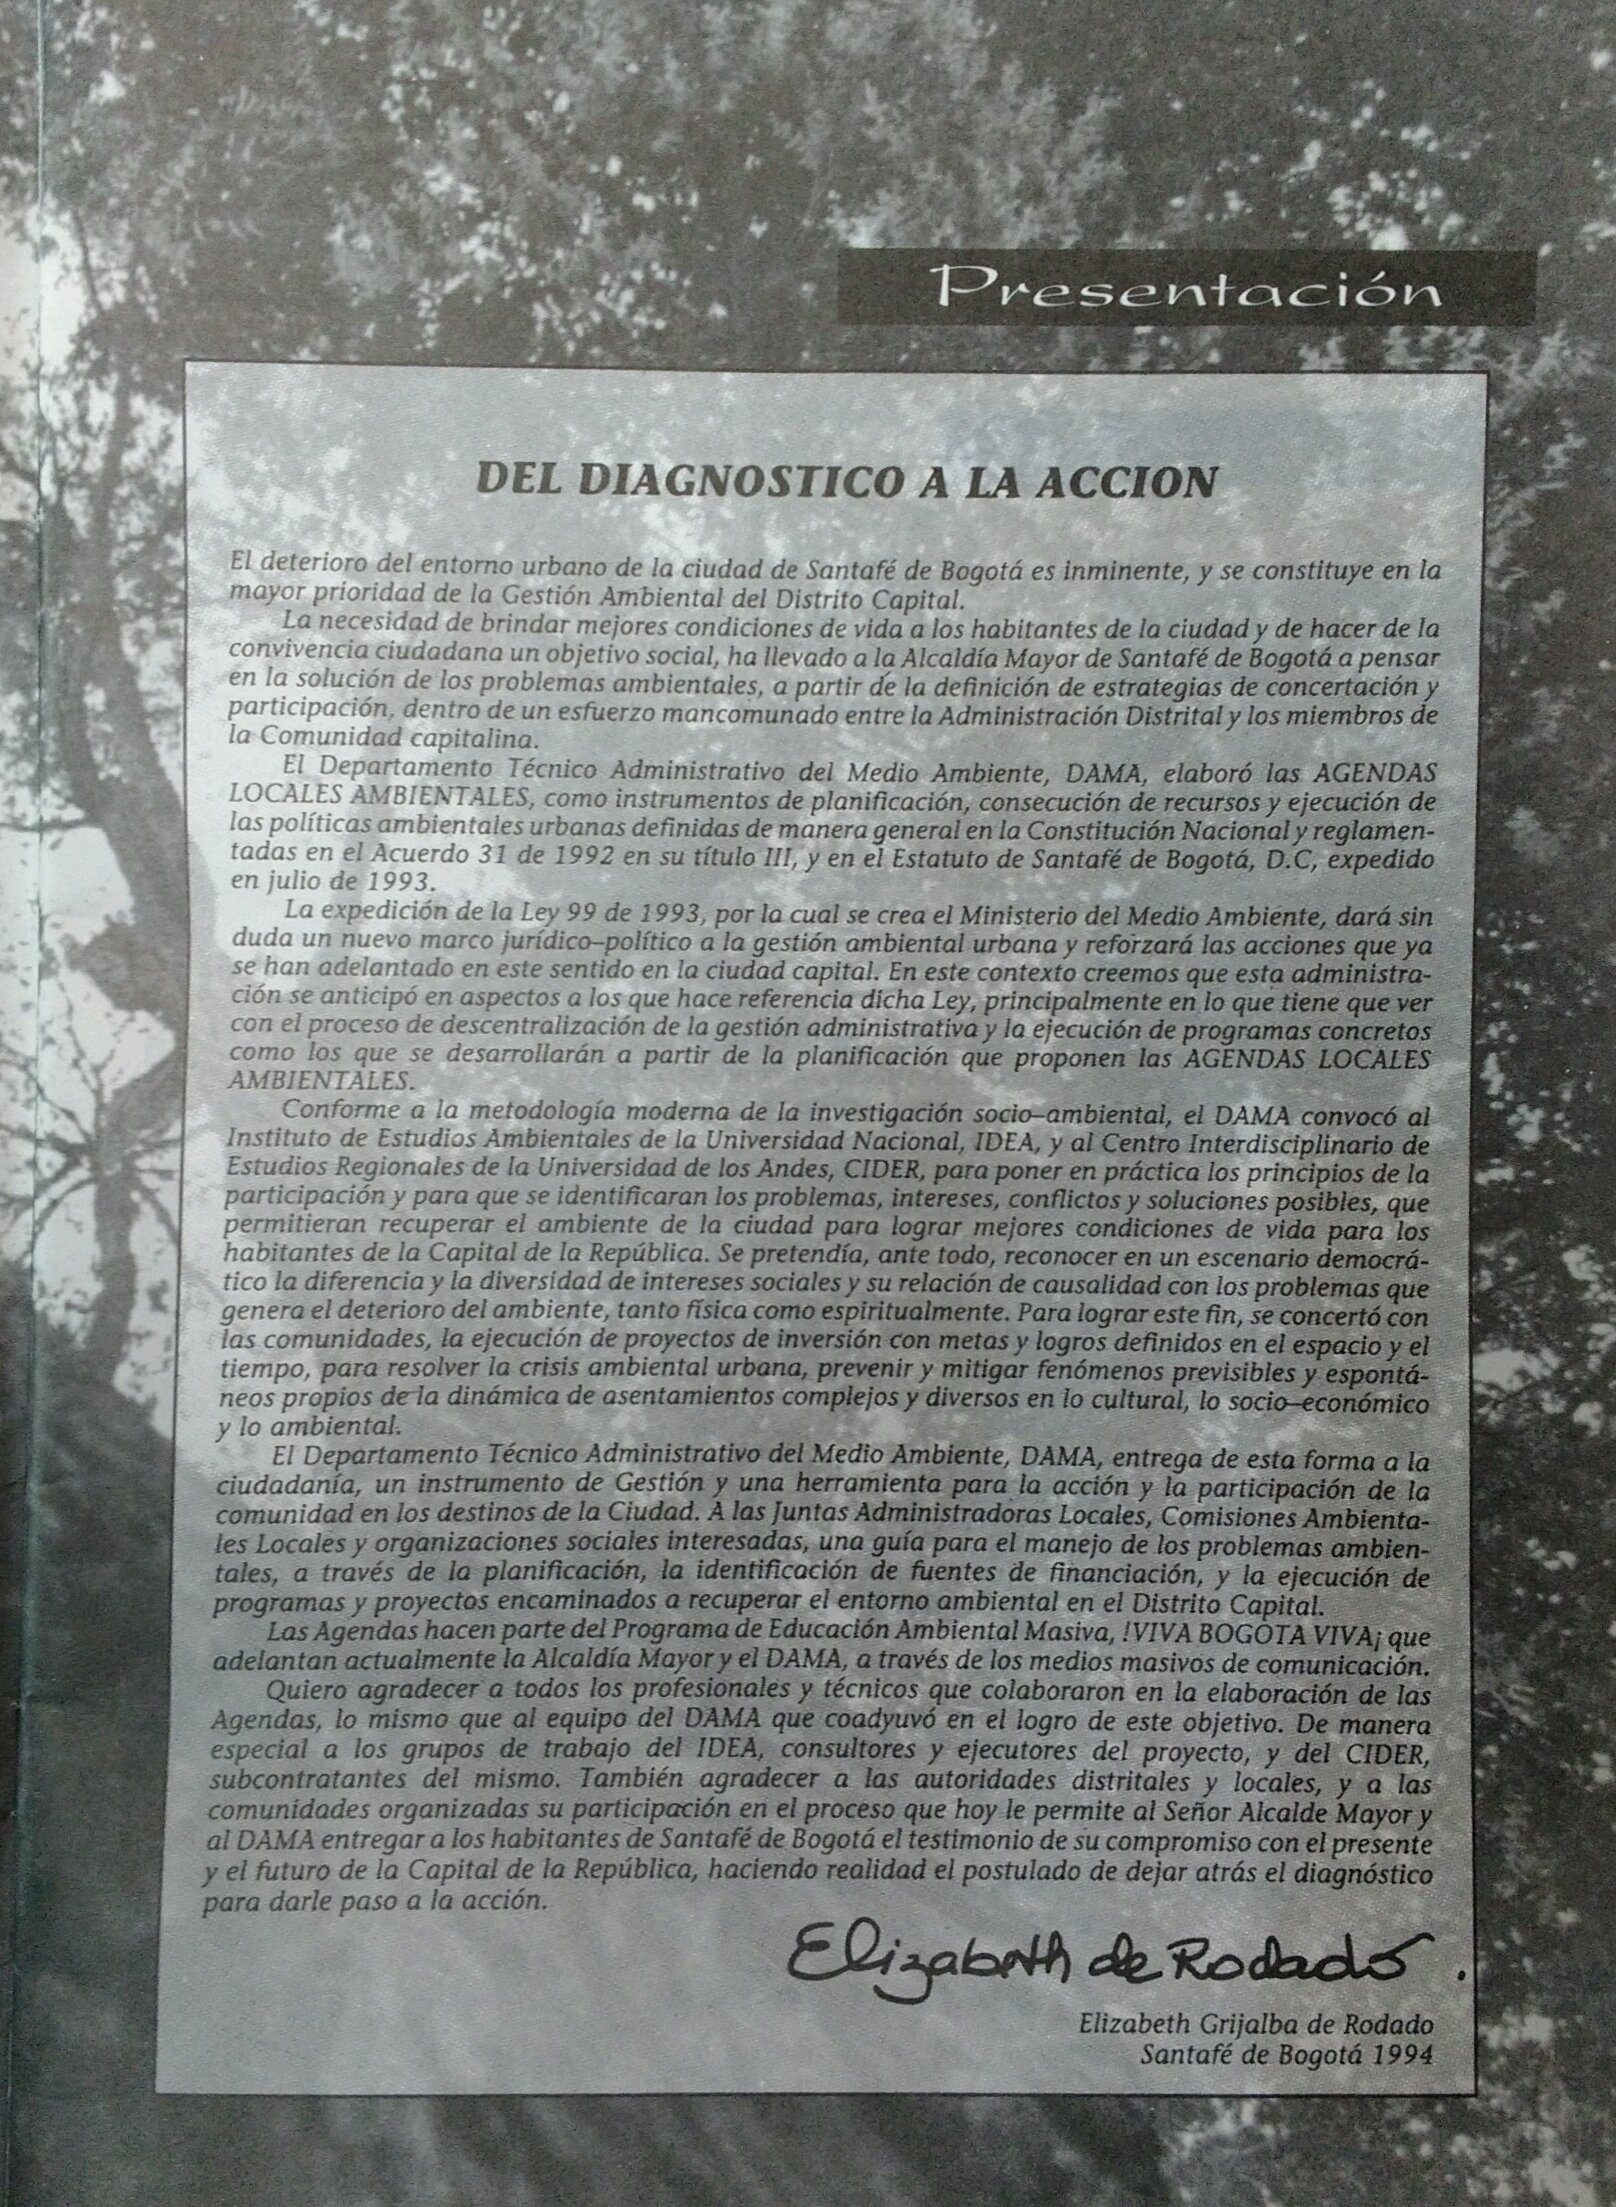 Presentación
DEL DIAGNOSTICO A LA ACCION
El deterioro del entorno urbano de la ciudad de Santafé de Bogotá es inminente, y se constituye en la
mayor prioridad de la Gestión Ambiental del Distrito Capital.
La necesidad de brindar mejores condiciones de vida a los habitantes de la ciudad y de hacer de la
convivencia ciudadana un objetivo social, ha llevado a la Alcaldía Mayor de Santafé de Bogotá a pensar
en la solución de los problemas ambientales, a partir de la definición de estrategias de concertación y
participación, dentro de un esfuerzo mancomunado entre la Administración Distrital y los miembros de
la Comunidad capitalina.
El Departamento Técnico Administrativo del Medio Ambiente, DAMA, elaboró las AGENDAS
LOCALES AMBIENTALES, como instrumentos de planificación, consecución de recursos y ejecución de
las políticas ambientales urbanas definidas de manera general en la Constitución Nacional y reglamen-
tadas en el Acuerdo 31 de 1992 en su título III, y en el Estatuto de Santafé de Bogotá, D.C, expedido
en julio de 1993.
La expedición de la Ley 99 de 1993, por la cual se crea el Ministerio del Medio Ambiente, dará sin
duda un nuevo marco jurídico–político a la gestión ambiental urbana y reforzará las acciones que ya
se han adelantado en este sentido en la ciudad capital. En este contexto creemos que esta administra-
ción se anticipó en aspectos a los que hace referencia dicha Ley, principalmente en lo que tiene que ver
con el proceso de descentralización de la gestión administrativa y la ejecución de programas concretos
como los que se desarrollarán a partir de la planificación que proponen las AGENDAS LOCALES
AMBIENTALES.
Conforme a la metodología moderna de la investigación socio–ambiental, el DAMA convocó al
Instituto de Estudios Ambientales de la Universidad Nacional, IDEA, y al Centro Interdisciplinario de
Estudios Regionales de la Universidad de los Andes, CIDER, para poner en práctica los principios de la
participación y para que se identificaran los problemas, intereses, conflictos y soluciones posibles, que
permitieran recuperar el ambiente de la ciudad para lograr mejores condiciones de vida para los
habitantes de la Capital de la República. Se pretendía, ante todo, reconocer en un escenario democrá-
tico la diferencia y la diversidad de intereses sociales y su relación de causalidad con los problemas que
genera el deterioro del ambiente, tanto física como espiritualmente. Para lograr este fin, se concertó con
las comunidades, la ejecución de proyectos de inversión con metas y logros definidos en el espacio y el
tiempo, para resolver la crisis ambiental urbana, prevenir y mitigar fenómenos previsibles y espontá-
neos propios de la dinámica de asentamientos complejos y diversos en lo cultural, lo socio–económico
y lo ambiental.
El Departamento Técnico Administrativo del Medio Ambiente, DAMA, entrega de esta forma a la
ciudadanía, un instrumento de Gestión y una herramienta para la acción y la participación de la
comunidad en los destinos de la Ciudad. A las Juntas Administradoras Locales, Comisiones Ambienta-
les Locales y organizaciones sociales interesadas, una guía para el manejo de los problemas ambien-
tales, a través de la planificación, la identificación de fuentes de financiación, y la ejecución de
programas y proyectos encaminados a recuperar el entorno ambiental en el Distrito Capital.
Las Agendas hacen parte del Programa de Educación Ambiental Masiva, !VIVA BOGOTA VIVA¡ que
adelantan actualmente la Alcaldía Mayor y el DAMA, a través de los medios masivos de comunicación.
Quiero agradecer a todos los profesionales y técnicos que colaboraron en la elaboración de las
Agendas, lo mismo que al equipo del DAMA que coadyuvó en el logro de este objetivo. De manera
especial a los grupos de trabajo del IDEA, consultores y ejecutores del proyecto, y del CIDER,
subcontratantes del mismo. También agradecer a las autoridades distritales y locales, y a las
comunidades organizadas su participación en el proceso que hoy le permite al Señor Alcalde Mayor y
al DAMA entregar a los habitantes de Santafé de Bogotá el testimonio de su compromiso con el presente
y el futuro de la Capital de la República, haciendo realidad el postulado de dejar atrás el diagnóstico
para darle paso a la acción.
Elizabeth de Rodado.
Elizabeth Grijalba de Rodado
Santafé de Bogotá 1994